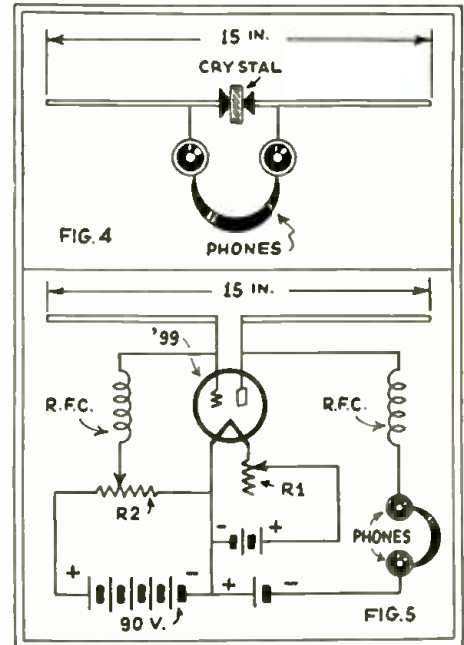 15 IN.
CRYSTAL
FIG. 4
PHONES
15 IN.
'99
R.F.C.
R.F.C.
R1
R2
- +
PHONES
+ - + -
90 V.
FIG. 5